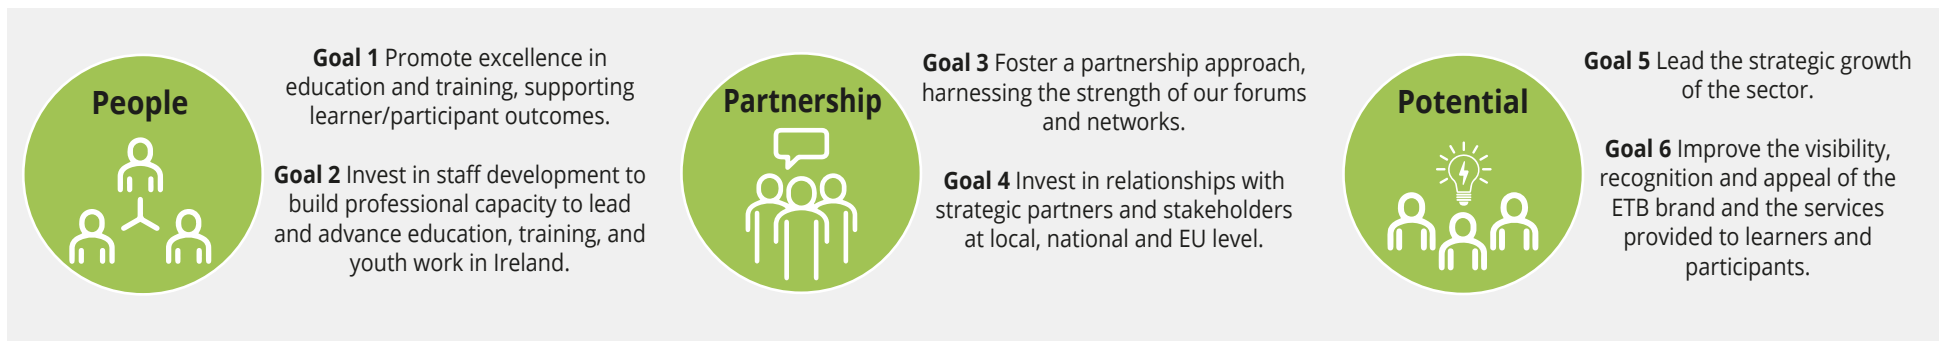 People
Goal 1 Promote excellence in
education and training, supporting
learner/participant outcomes.
Goal 2 Invest in staff development to
build professional capacity to lead
and advance education, training, and
youth work in Ireland.
Partnership
Goal 3 Foster a partnership approach,
harnessing the strength of our forums
and networks.
Goal 4 Invest in relationships with
strategic partners and stakeholders
at local, national and EU level.
Potential
Goal 5 Lead the strategic growth
of the sector.
Goal 6 Improve the visibility,
recognition and appeal of the
ETB brand and the services
provided to learners and
participants.